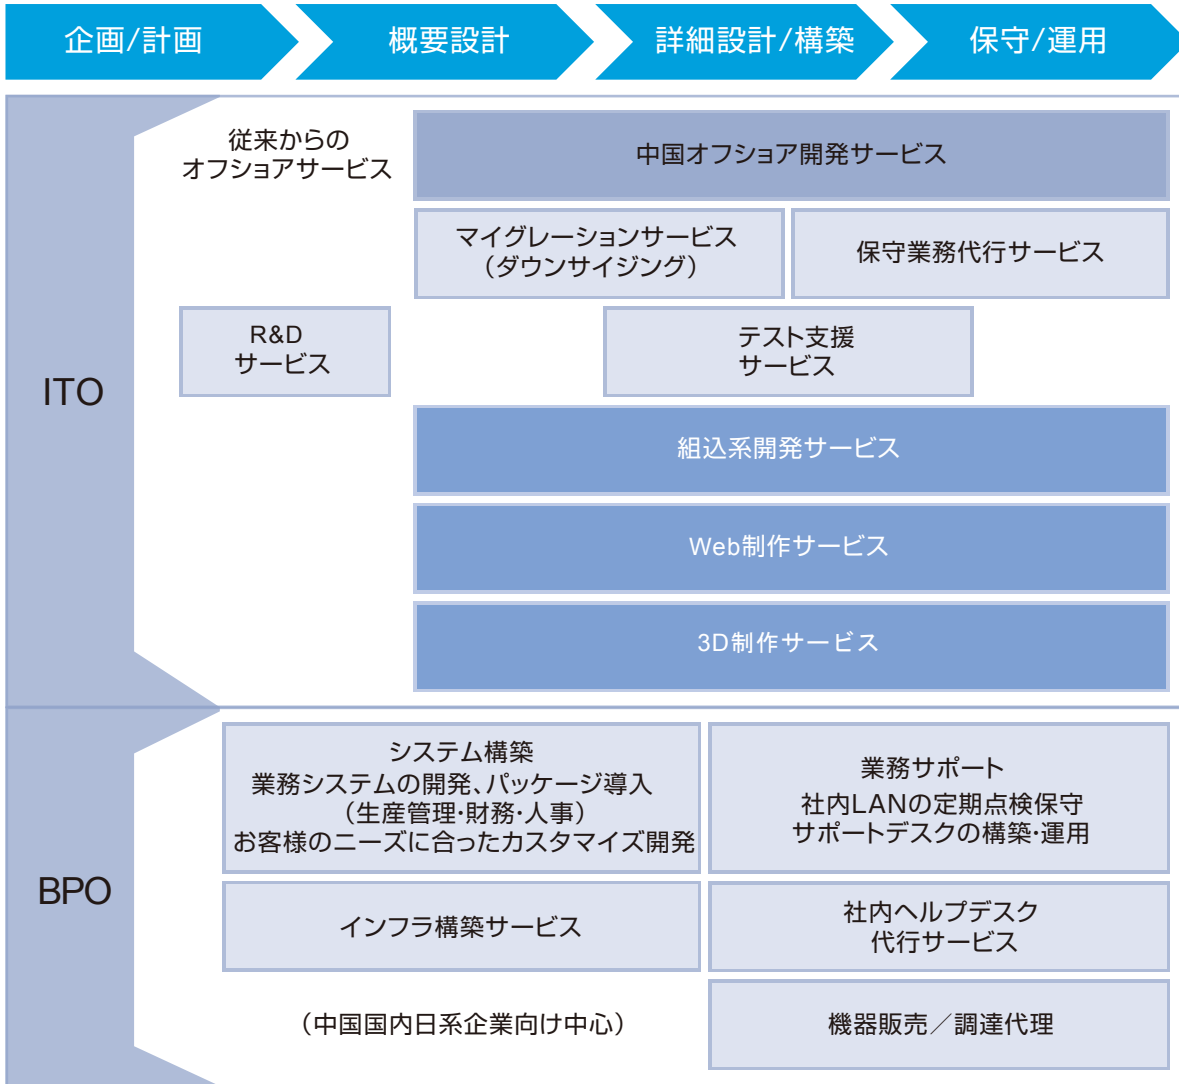 企画/計画
概要設計
詳細設計/構築
保守/運用
ITO
従来からの
オフショアサービス
中国オフショア開発サービス
マイグレーションサービス
（ダウンサイジング）
保守業務代行サービス
R&D
サービス
テスト支援
サービス
組込系開発サービス
Web制作サービス
3D制作サービス
BPO
システム構築
業務システムの開発、パッケージ導入
（生産管理・財務・人事）
お客様のニーズに合ったカスタマイズ開発
業務サポート
社内LANの定期点検保守
サポートデスクの構築・運用
インフラ構築サービス
社内ヘルプデスク
代行サービス
（中国国内日系企業向け中心）
機器販売／調達代理